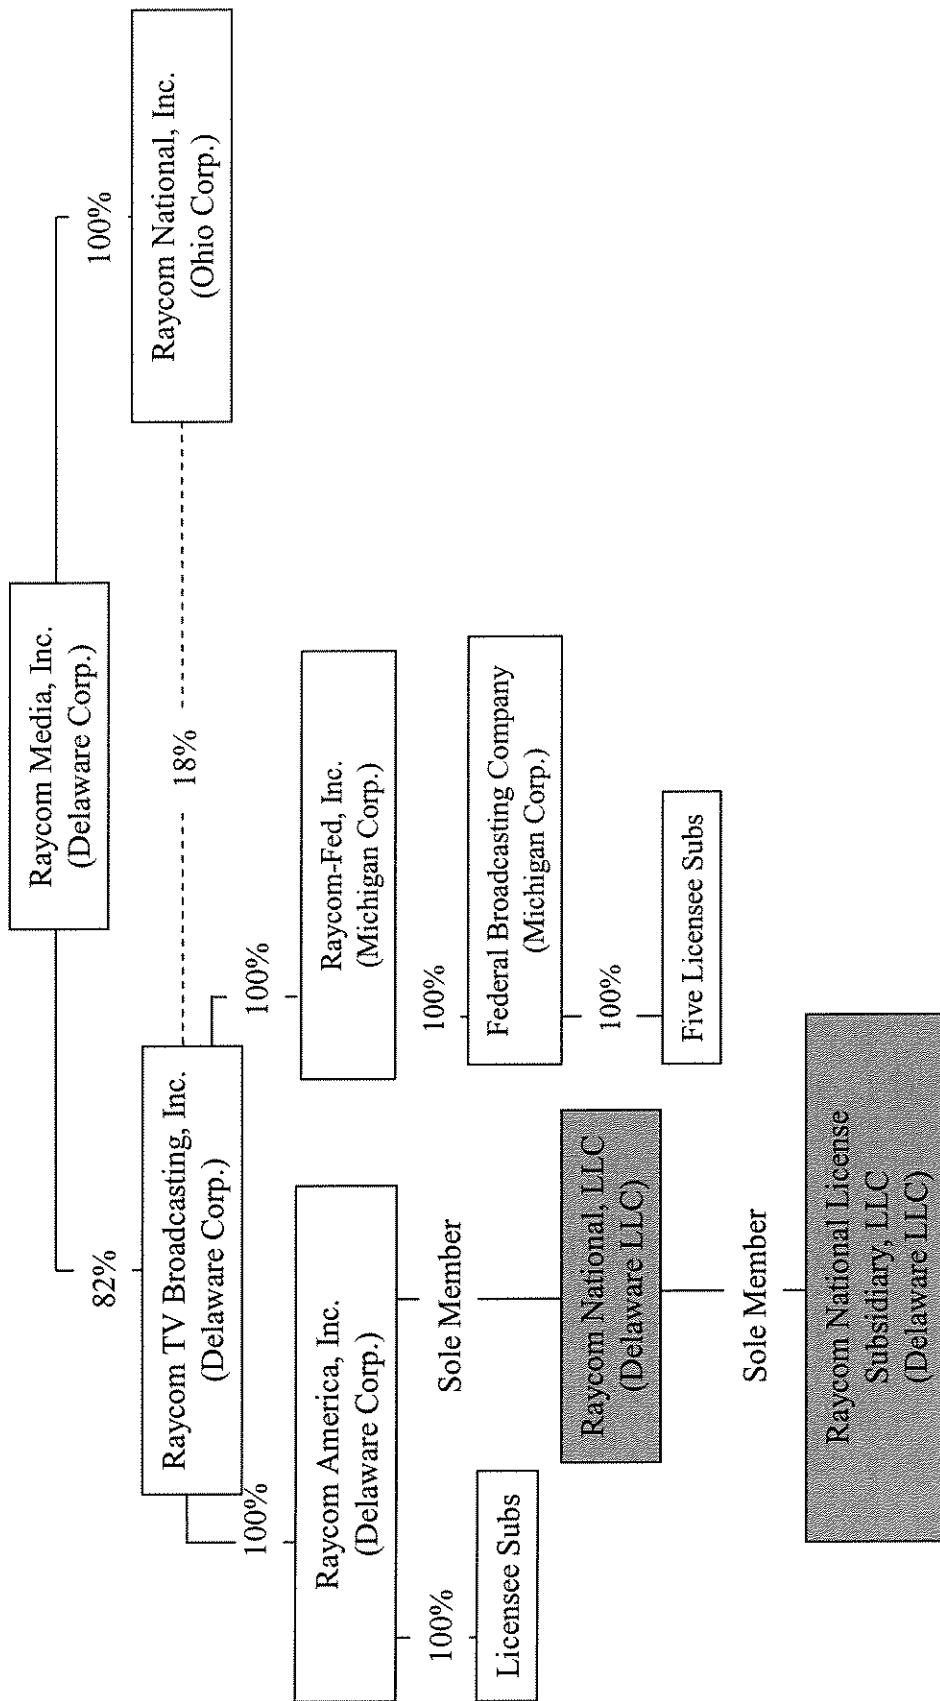 Raycom Media, Inc.
(Delaware Corp.)
82%
100%
Raycom TV Broadcasting, Inc.
(Delaware Corp.)
18%
Raycom National, Inc.
(Ohio Corp.)
100%
100%
Raycom America, Inc.
(Delaware Corp.)
Raycom-Fed, Inc.
(Michigan Corp.)
100%
Sole Member
100%
Licensee Subs
Raycom National, LLC
(Delaware LLC)
Federal Broadcasting Company
(Michigan Corp.)
100%
Sole Member
Five Licensee Subs
Raycom National License
Subsidiary, LLC
(Delaware LLC)